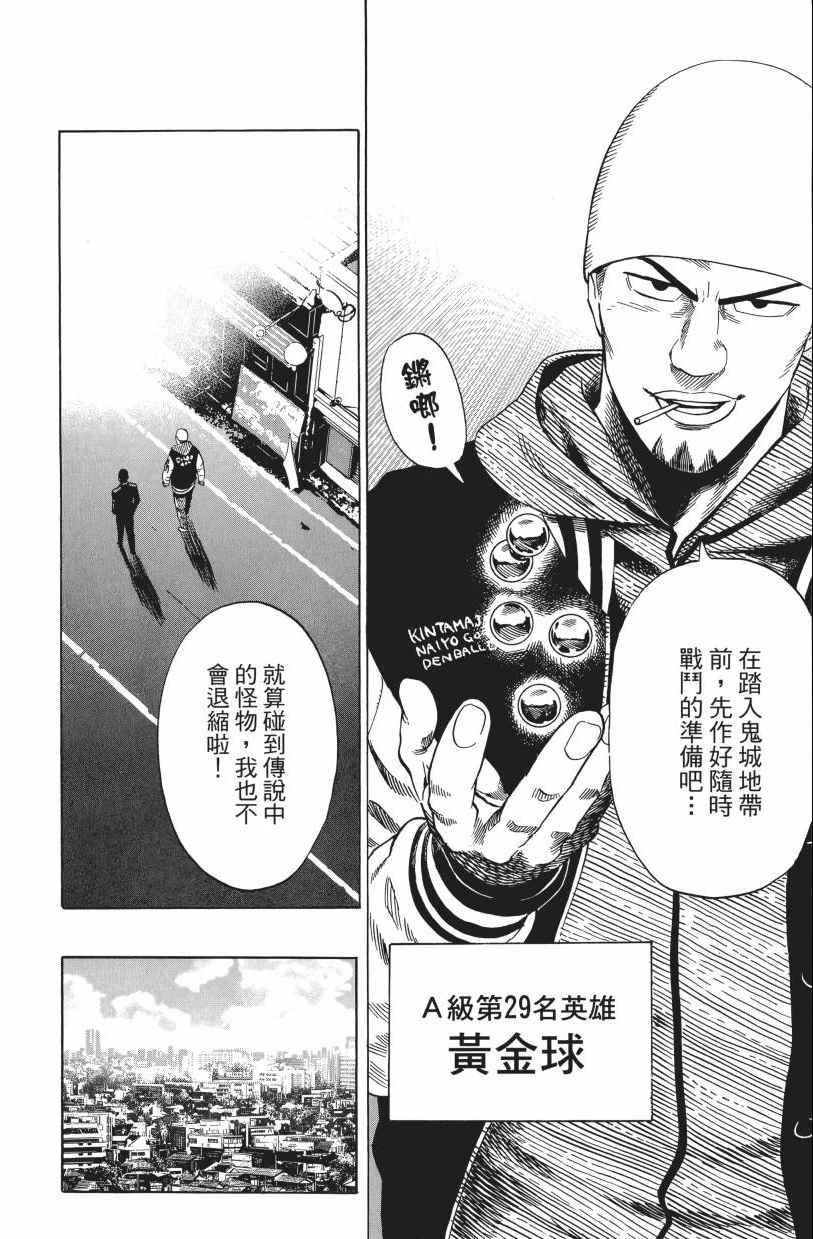 鏘
啷！
在踏入鬼城地帶
前，先作好隨時
戰鬥的準備吧…
KINTAMAJ
NAIYO GO
DENBALL
A級第29名英雄
黃金球
就算碰到傳說中
的怪物，我也不
會退縮啦！